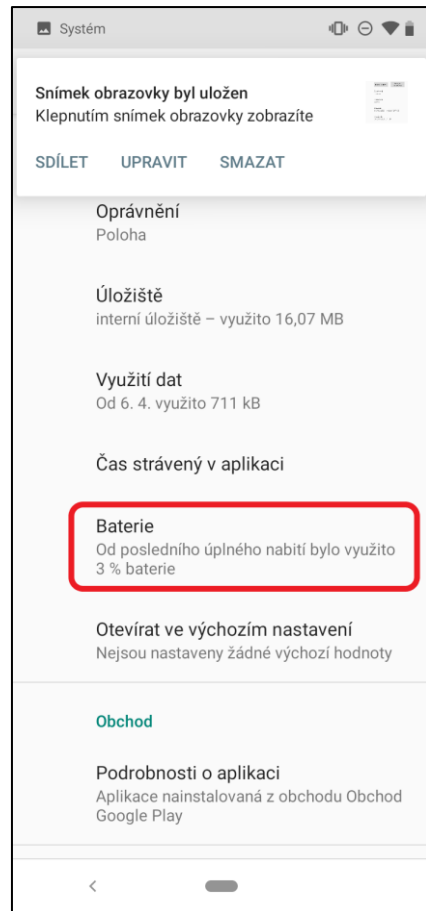 Systém
Snímek obrazovky byl uložen
Klepnutím snímek obrazovky zobrazíte
SDÍLET UPRAVIT SMAZAT
Oprávnění
Poloha
Úložiště
interní úložiště – využito 16,07 MB
Využití dat
Od 6. 4. využito 711 kB
Čas strávený v aplikaci
Baterie
Od posledního úplného nabití bylo využito
3 % baterie
Otevírat ve výchozím nastavení
Nejsou nastaveny žádné výchozí hodnoty
Obchod
Podrobnosti o aplikaci
Aplikace nainstalovaná z obchodu Obchod
Google Play